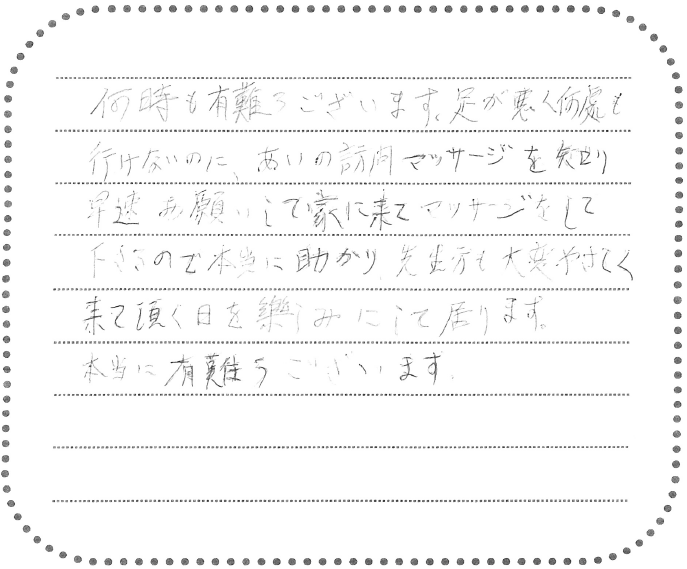 何時も有難うございます。足が悪く何處も
行けないのに、あいの訪問マッサージを知り
早速お願いして家に来てマッサージをして
下さるので本当に助かり、先生方も大変やさしく
来て頂く日を樂しみにして居ります。
本当に有難うございます。